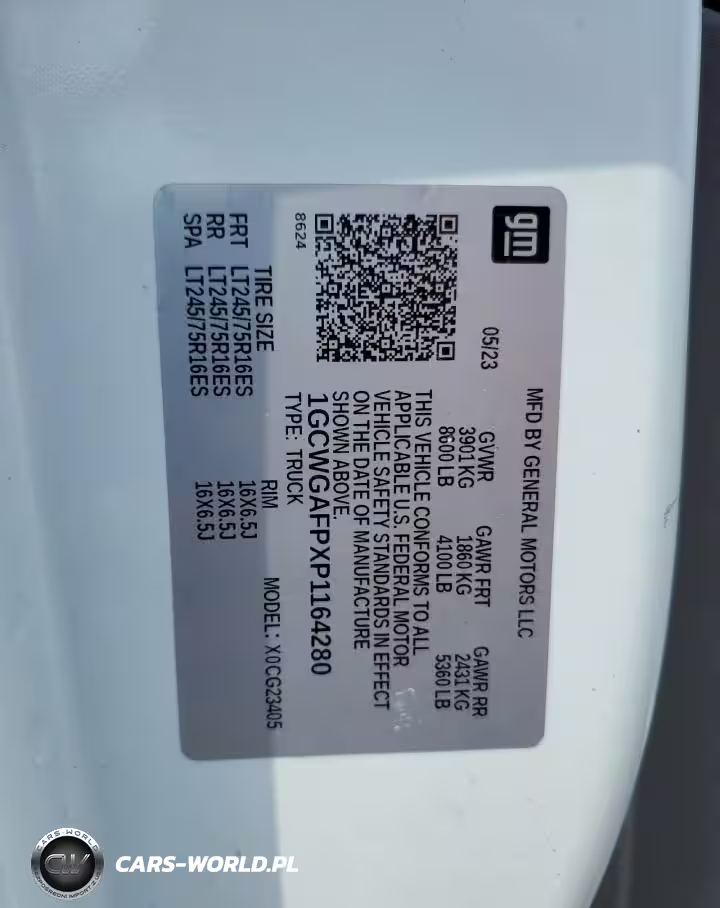 gm
MFD BY GENERAL MOTORS LLC
05/23
GVWR GAWR FRT GAWR RR
3901 KG 1860 KG 2431 KG
8600 LB 4100 LB 5360 LB
THIS VEHICLE CONFORMS TO ALL
APPLICABLE U.S. FEDERAL MOTOR
VEHICLE SAFETY STANDARDS IN EFFECT
ON THE DATE OF MANUFACTURE
SHOWN ABOVE.
1GCWGAFPXP1164280
8624
TYPE: TRUCK
MODEL: X0CG23405
TIRE SIZE RIM
FRT LT245/75R16ES 16X6.5J
RR LT245/75R16ES 16X6.5J
SPA LT245/75R16ES 16X6.5J
CARS-WORLD
CW
CARS-WORLD.PL